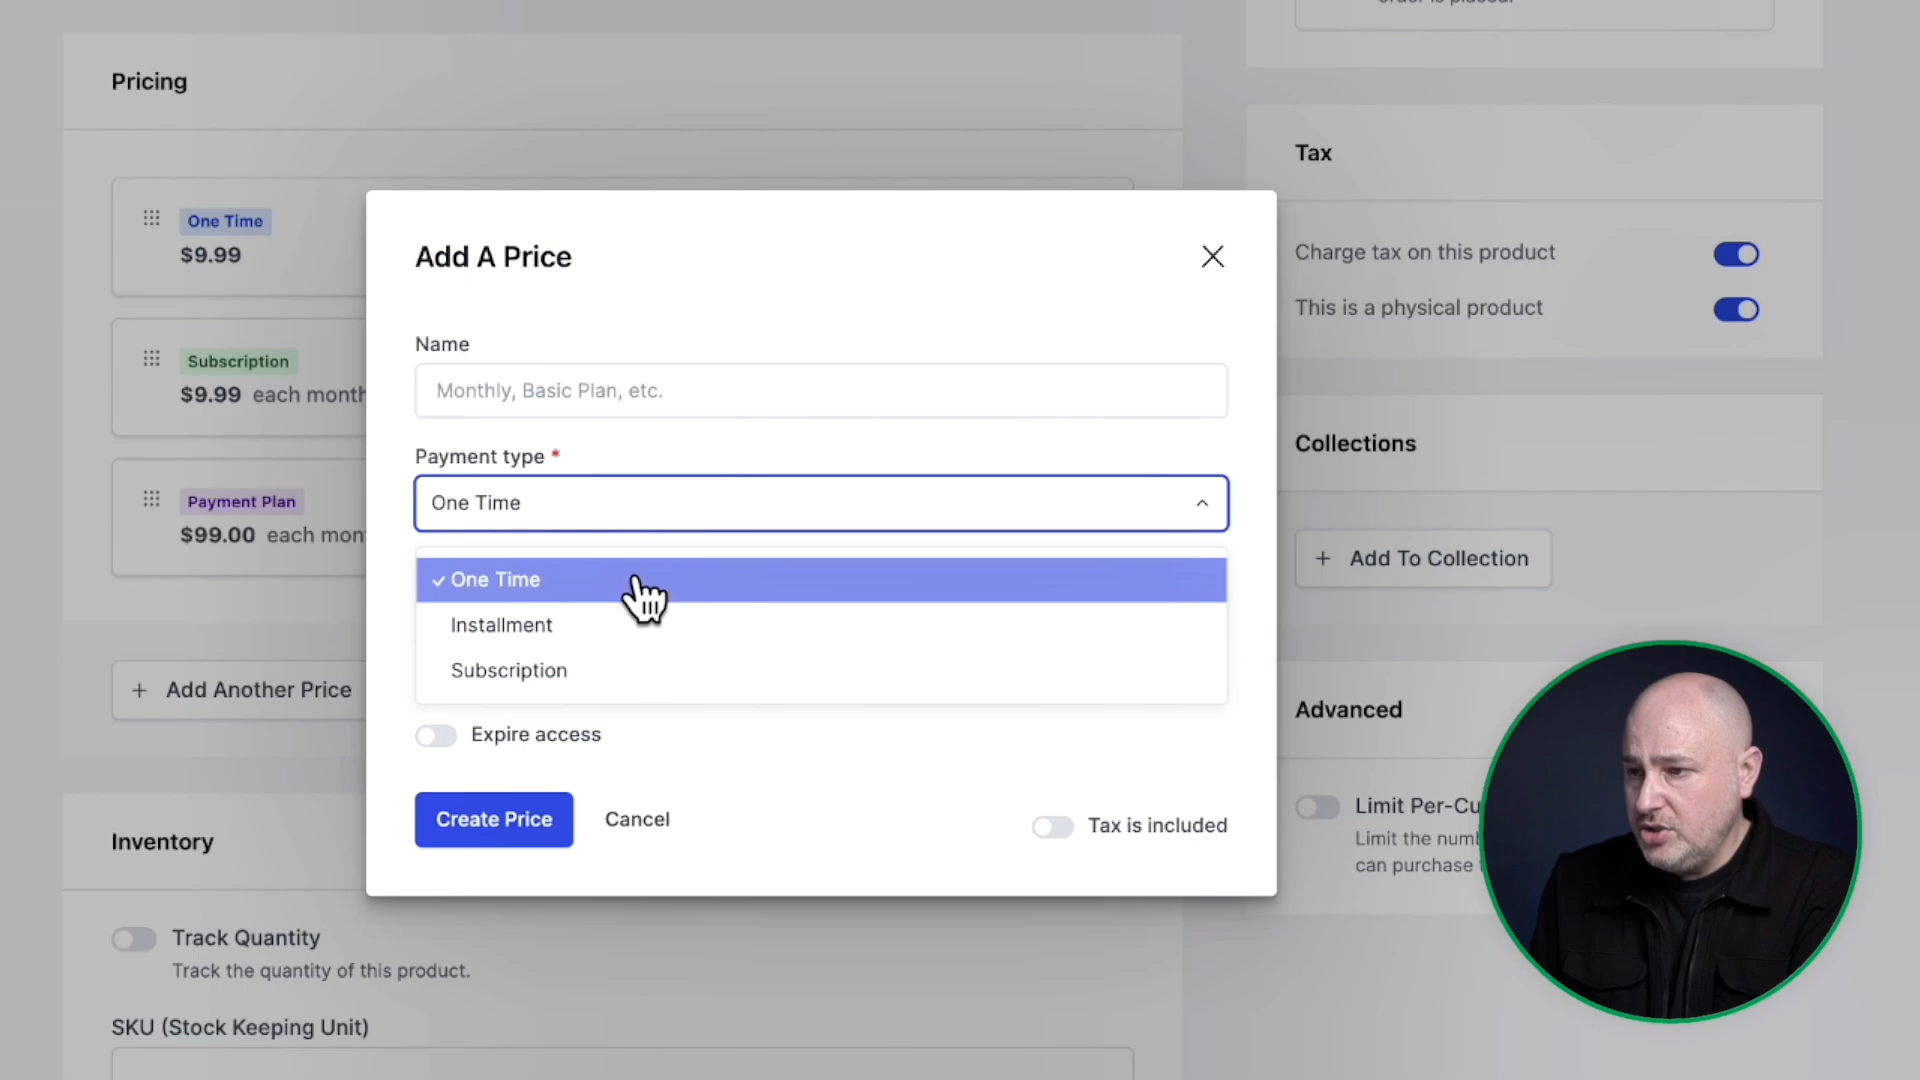 Pricing
One Time
$9.99
Subscription
$9.99 each month
Payment Plan
$99.00 each mon
+ Add Another Price
Inventory
Track Quantity
Track the quantity of this product.
SKU (Stock Keeping Unit)
Add A Price
Name
Monthly, Basic Plan, etc.
Payment type *
One Time
✓ One Time
Installment
Subscription
Expire access
Create Price
Cancel
Tax is included
order is placed.
Tax
Charge tax on this product
This is a physical product
Collections
+ Add To Collection
Advanced
Limit Per-Cu
Limit the numb
can purchase